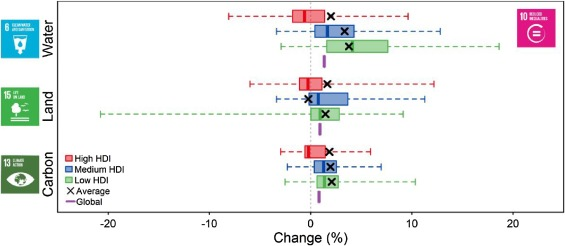 6 CLEAN WATER AND SANITATION
Water
10 REDUCED INEQUALITIES
15 LIFE ON LAND
Land
13 CLIMATE ACTION
Carbon
High HDI
Medium HDI
Low HDI
Average
Global
-20 -10 0 10 20
Change (%)